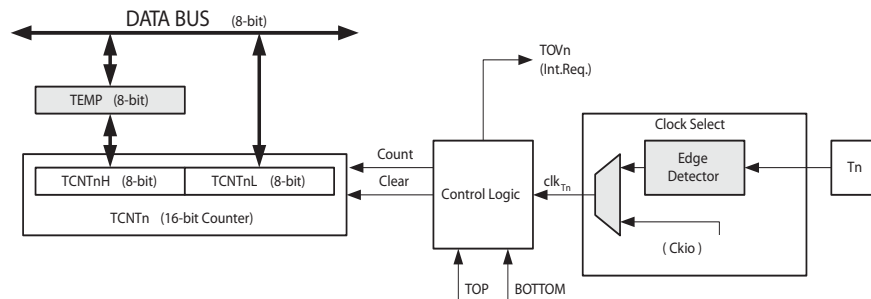 DATA BUS (8-bit)
TOVn
(Int.Req.)
TEMP (8-bit)
Clock Select
Count
Edge
Detector
Tn
TCNTnH (8-bit)
TCNTnL (8-bit)
Clear
Control Logic
clkTn
TCNTn (16-bit Counter)
( Ckio )
TOP
BOTTOM